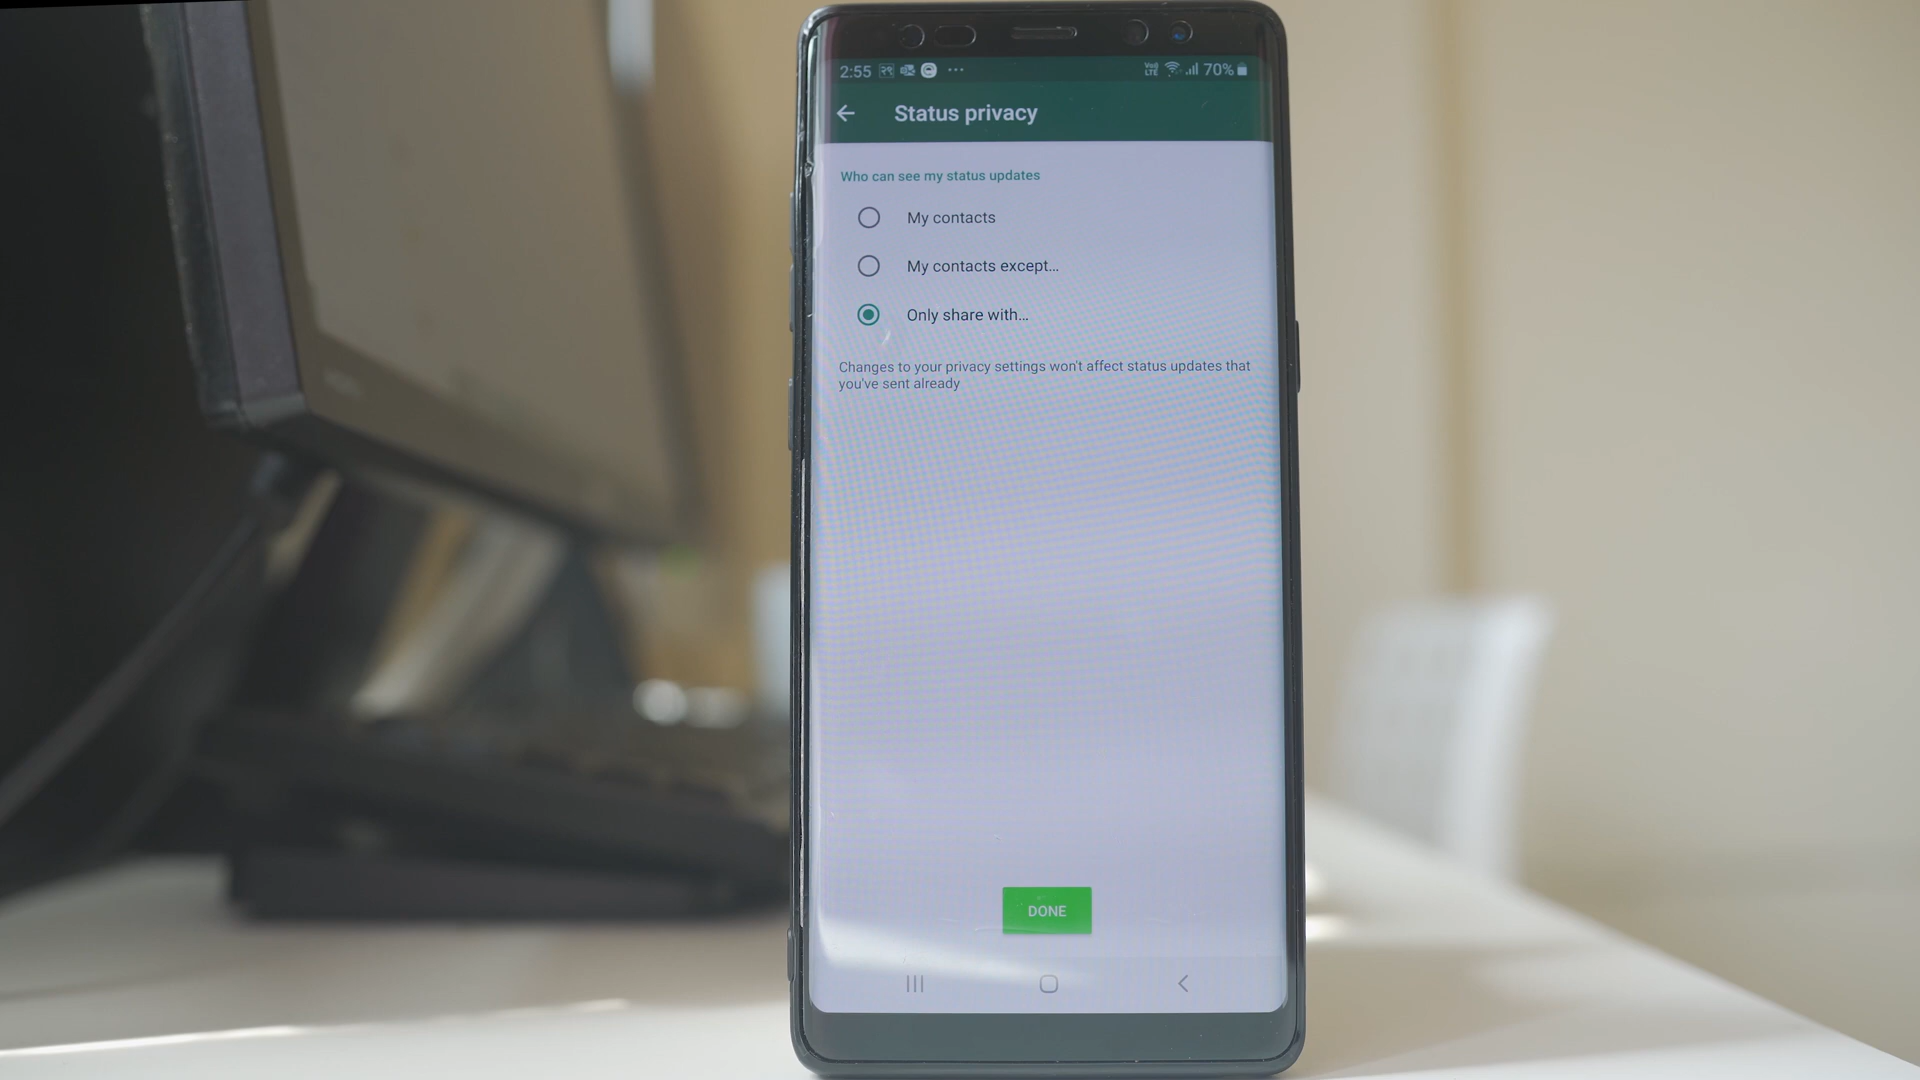 2:55 70%
Status privacy
Who can see my status updates
My contacts
My contacts except...
Only share with...
Changes to your privacy settings won't affect status updates that
you've sent already
DONE